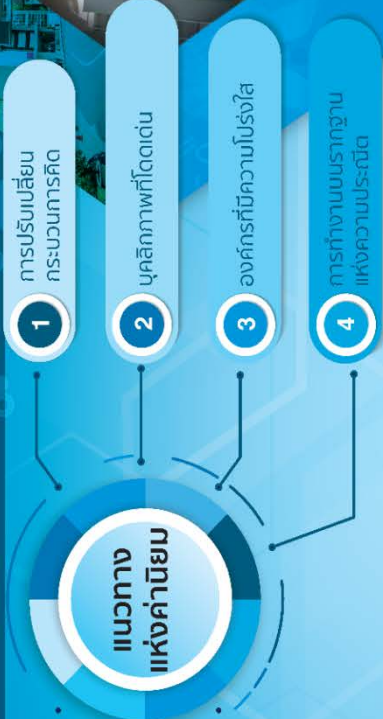 แนวทาง
แห่งค่านิยม
1
การปรับเปลี่ยน
กระบวนการคิด
2
บุคลิกภาพที่โดดเด่น
3
องค์กรที่มีความโปร่งใส
4
การทำงานบนรากฐาน
แห่งความประณีต